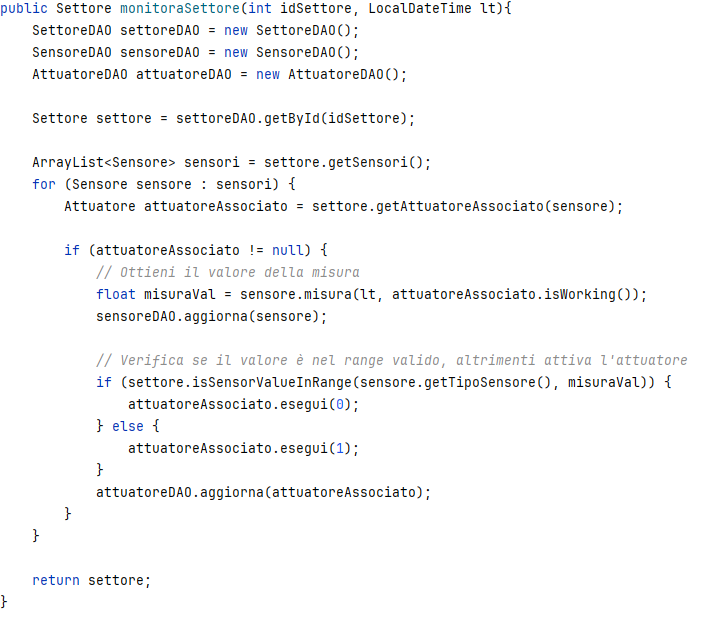 public Settore monitoraSettore(int idSettore, LocalDateTime lt){
    SettoreDAO settoreDAO = new SettoreDAO();
    SensoreDAO sensoreDAO = new SensoreDAO();
    AttuatoreDAO attuatoreDAO = new AttuatoreDAO();

    Settore settore = settoreDAO.getById(idSettore);

    ArrayList<Sensore> sensori = settore.getSensori();
    for (Sensore sensore : sensori) {
        Attuatore attuatoreAssociato = settore.getAttuatoreAssociato(sensore);

        if (attuatoreAssociato != null) {
            // Ottieni il valore della misura
            float misuraVal = sensore.misura(lt, attuatoreAssociato.isWorking());
            sensoreDAO.aggiorna(sensore);

            // Verifica se il valore è nel range valido, altrimenti attiva l'attuatore
            if (settore.isSensorValueInRange(sensore.getTipoSensore(), misuraVal)) {
                attuatoreAssociato.esegui(0);
            } else {
                attuatoreAssociato.esegui(1);
            }
            attuatoreDAO.aggiorna(attuatoreAssociato);
        }
    }

    return settore;
}